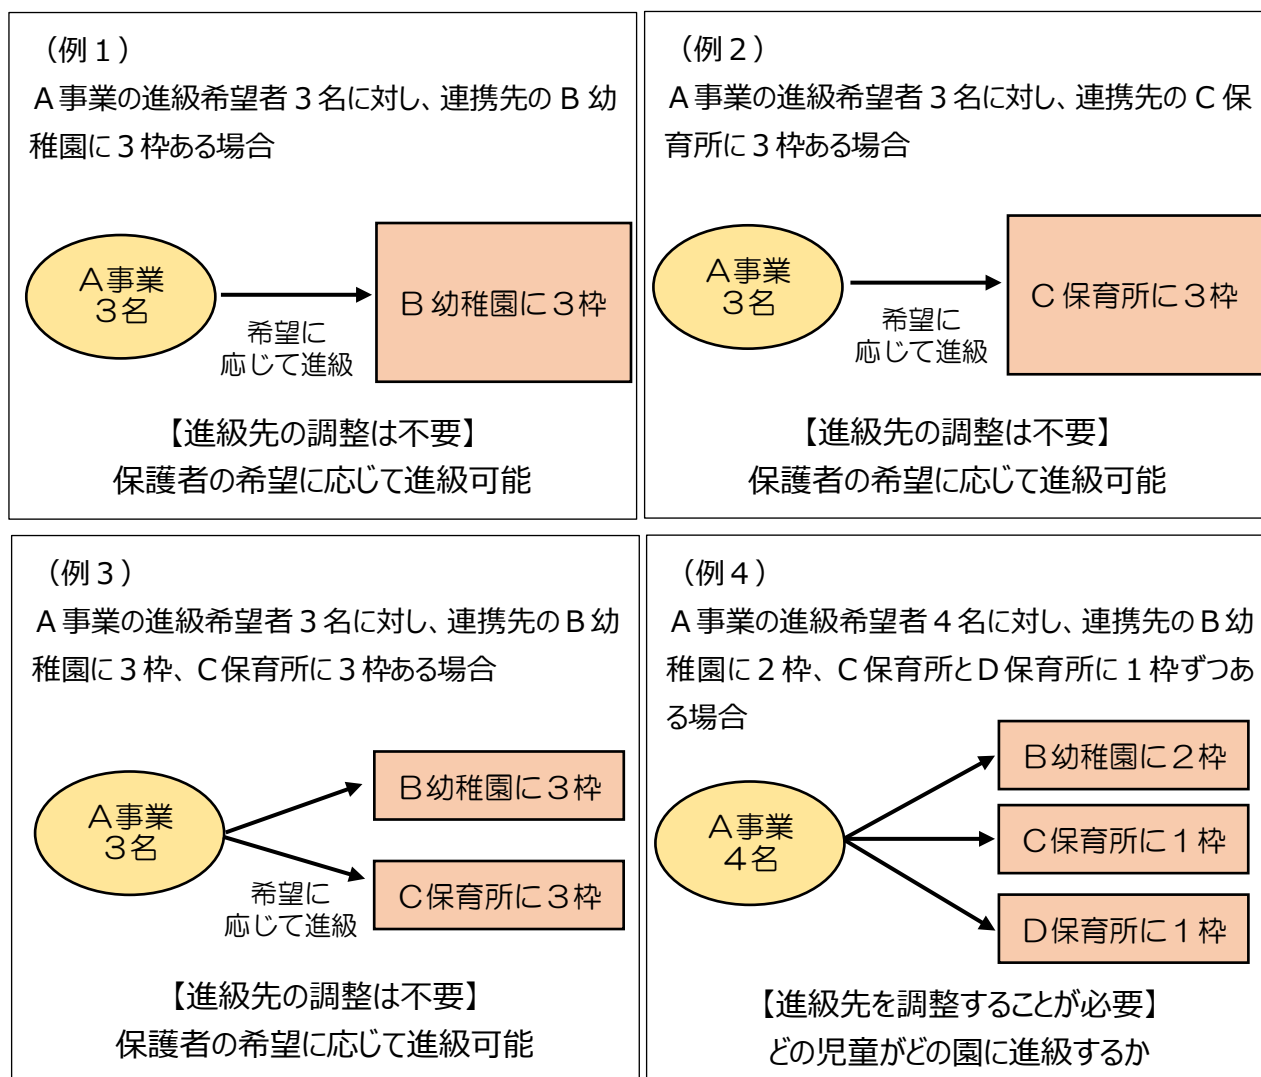 （例１）
Ａ事業の進級希望者３名に対し、連携先のＢ幼
稚園に３枠ある場合
Ａ事業
３名
希望に
応じて進級
Ｂ幼稚園に３枠
【進級先の調整は不要】
保護者の希望に応じて進級可能
（例２）
Ａ事業の進級希望者３名に対し、連携先のＣ保
育所に３枠ある場合
Ａ事業
３名
希望に
応じて進級
Ｃ保育所に３枠
【進級先の調整は不要】
保護者の希望に応じて進級可能
（例３）
Ａ事業の進級希望者３名に対し、連携先のＢ幼
稚園に３枠、Ｃ保育所に３枠ある場合
Ａ事業
３名
Ｂ幼稚園に３枠
Ｃ保育所に３枠
希望に
応じて進級
【進級先の調整は不要】
保護者の希望に応じて進級可能
（例４）
Ａ事業の進級希望者４名に対し、連携先のＢ幼
稚園に２枠、Ｃ保育所とＤ保育所に１枠ずつあ
る場合
Ａ事業
４名
Ｂ幼稚園に２枠
Ｃ保育所に１枠
Ｄ保育所に１枠
【進級先を調整することが必要】
どの児童がどの園に進級するか